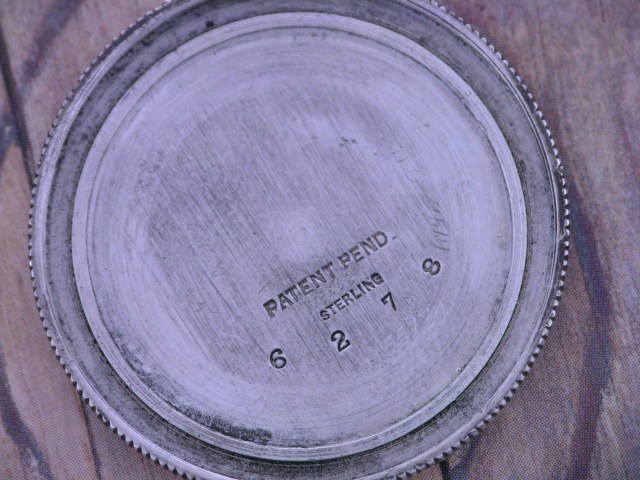 PATENT PEND.
STERLING
6 2 7 8